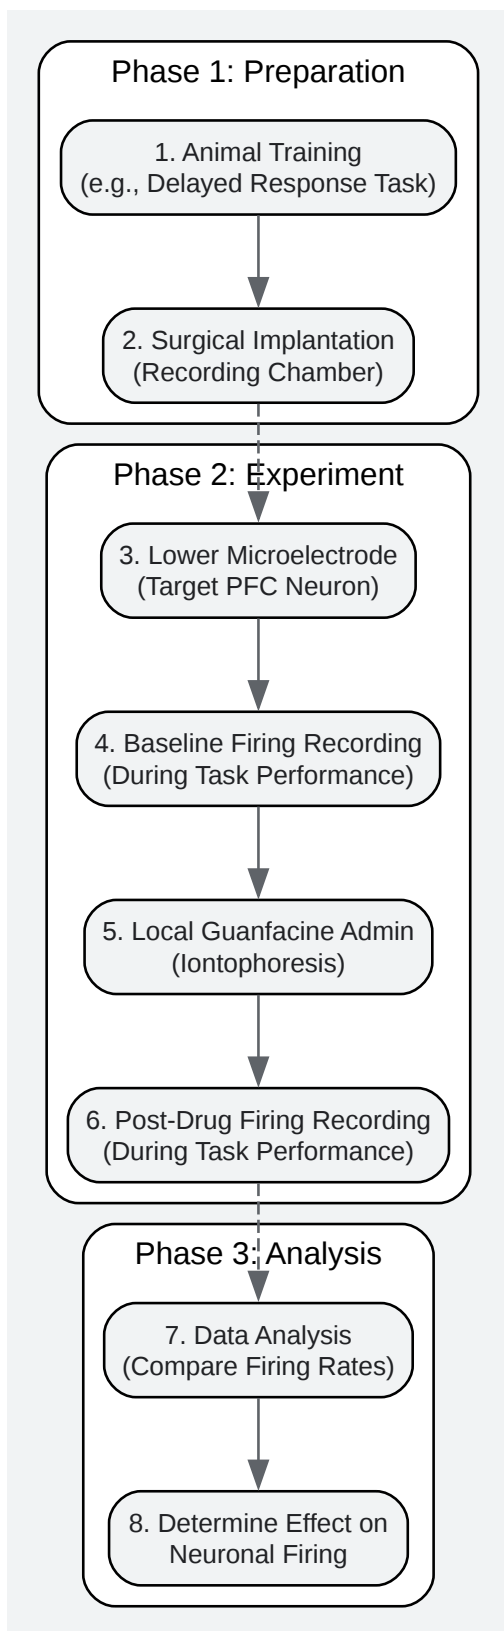 Phase 1: Preparation
1. Animal Training
(e.g., Delayed Response Task)
2. Surgical Implantation
(Recording Chamber)
Phase 2: Experiment
3. Lower Microelectrode
(Target PFC Neuron)
4. Baseline Firing Recording
(During Task Performance)
5. Local Guanfacine Admin
(Iontophoresis)
6. Post-Drug Firing Recording
(During Task Performance)
Phase 3: Analysis
7. Data Analysis
(Compare Firing Rates)
8. Determine Effect on
Neuronal Firing